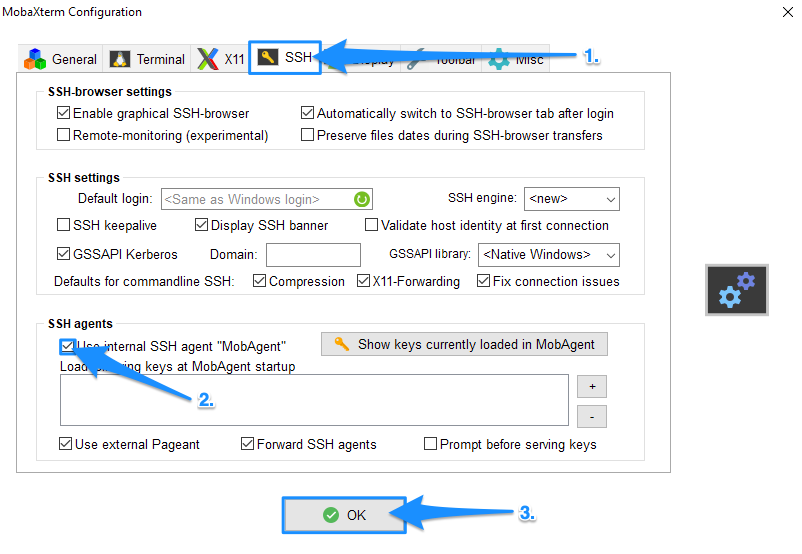 MobaXterm Configuration
General Terminal X11 SSH Display Toolbar Misc 1.
SSH-browser settings
Enable graphical SSH-browser Automatically switch to SSH-browser tab after login
Remote-monitoring (experimental) Preserve files dates during SSH-browser transfers
SSH settings
Default login: <Same as Windows login> SSH engine: <new>
SSH keepalive Display SSH banner Validate host identity at first connection
GSSAPI Kerberos Domain: GSSAPI library: <Native Windows>
Defaults for commandline SSH: Compression X11-Forwarding Fix connection issues
SSH agents
Use internal SSH agent "MobAgent" Show keys currently loaded in MobAgent
keys at MobAgent startup
2.
+
-
Use external Pageant Forward SSH agents Prompt before serving keys
OK 3.